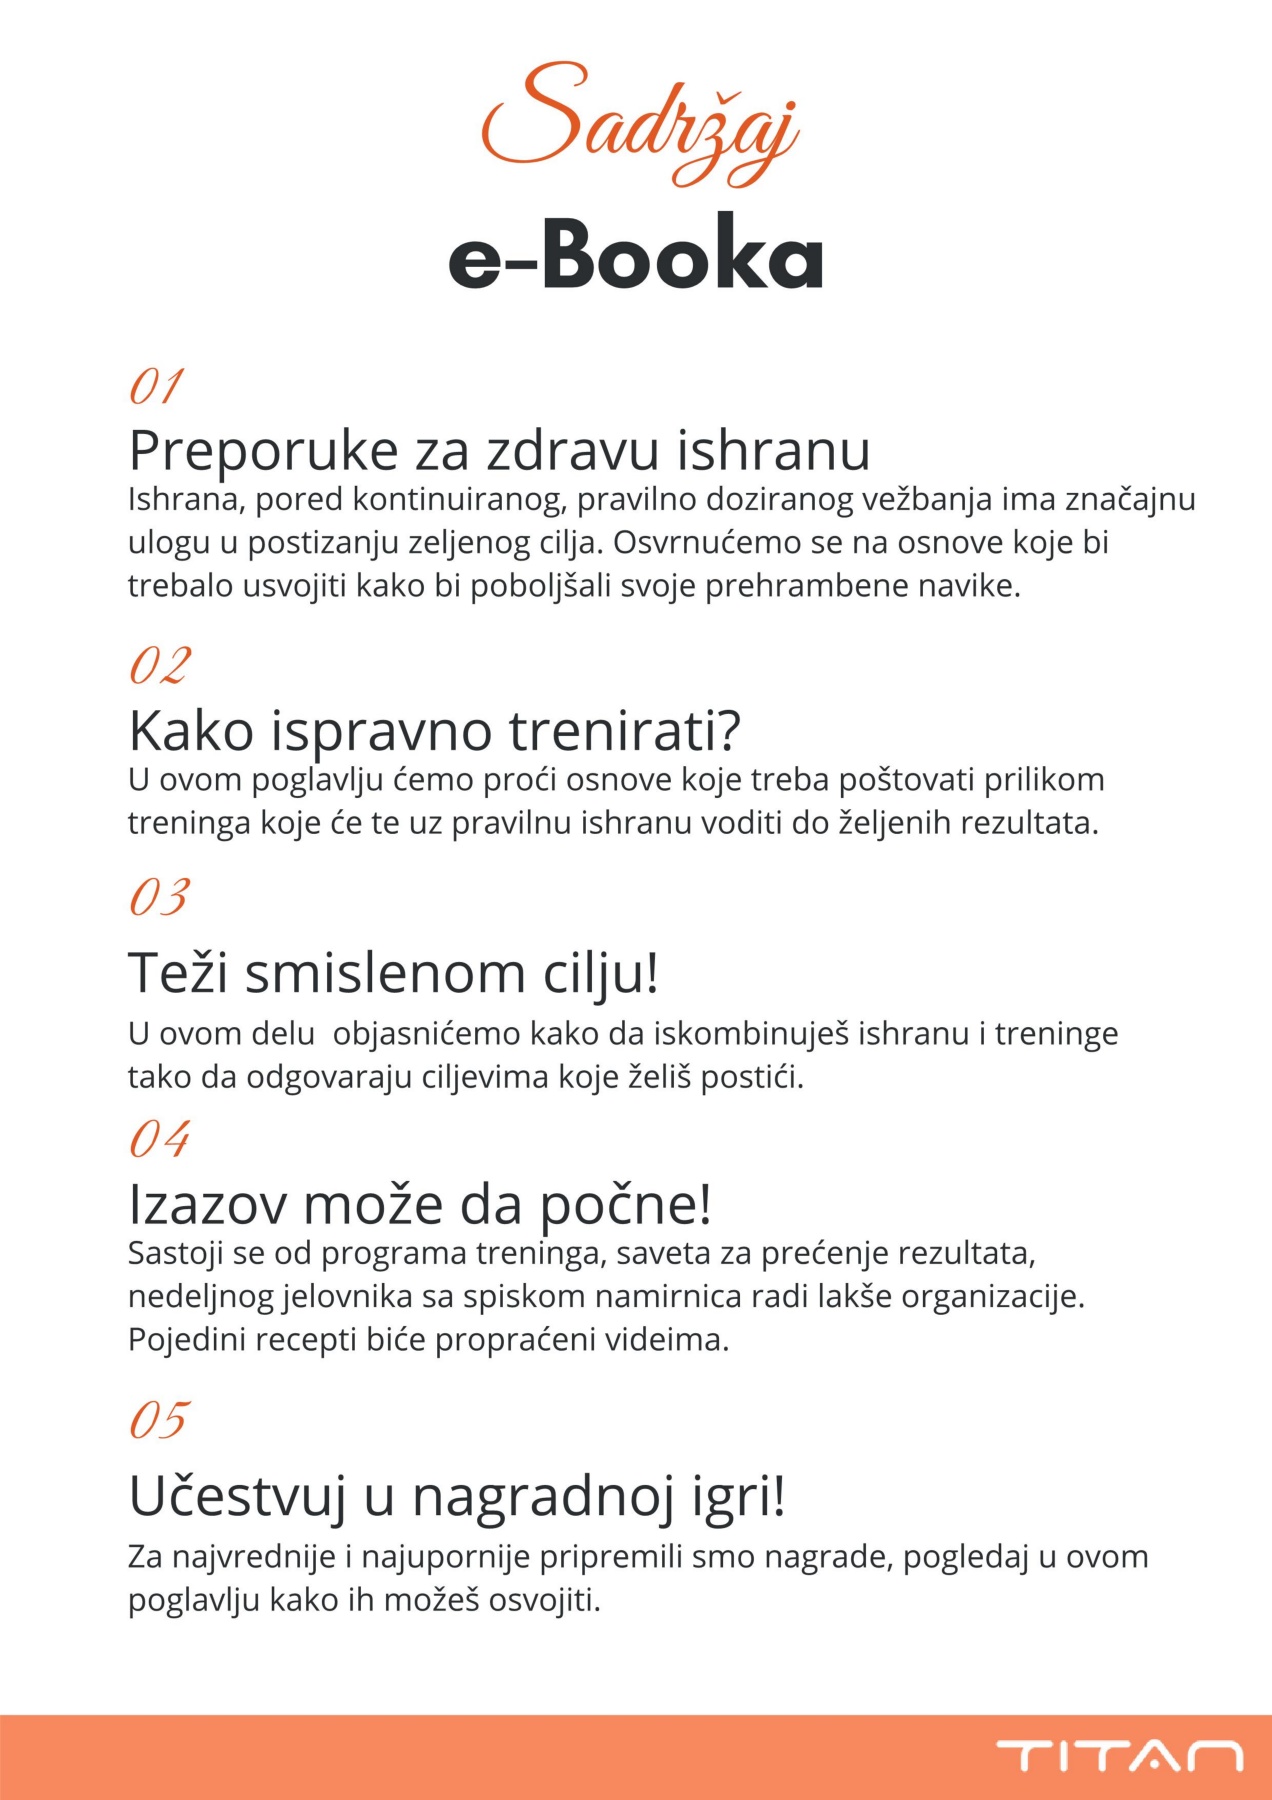 Sadržaj
e-Booka
01
Preporuke za zdravu ishranu
Ishrana, pored kontinuiranog, pravilno doziranog vežbanja ima značajnu
ulogu u postizanju zeljenog cilja. Osvrnućemo se na osnove koje bi
trebalo usvojiti kako bi poboljšali svoje prehrambene navike.
02
Kako ispravno trenirati?
U ovom poglavlju ćemo proći osnove koje treba poštovati prilikom
treninga koje će te uz pravilnu ishranu voditi do željenih rezultata.
03
Teži smislenom cilju!
U ovom delu  objasnićemo kako da iskombinuješ ishranu i treninge
tako da odgovaraju ciljevima koje želiš postići.
04
Izazov može da počne!
Sastoji se od programa treninga, saveta za prećenje rezultata,
nedeljnog jelovnika sa spiskom namirnica radi lakše organizacije.
Pojedini recepti biće propraćeni videima.
05
Učestvuj u nagradnoj igri!
Za najvrednije i najupornije pripremili smo nagrade, pogledaj u ovom
poglavlju kako ih možeš osvojiti.
TITAN